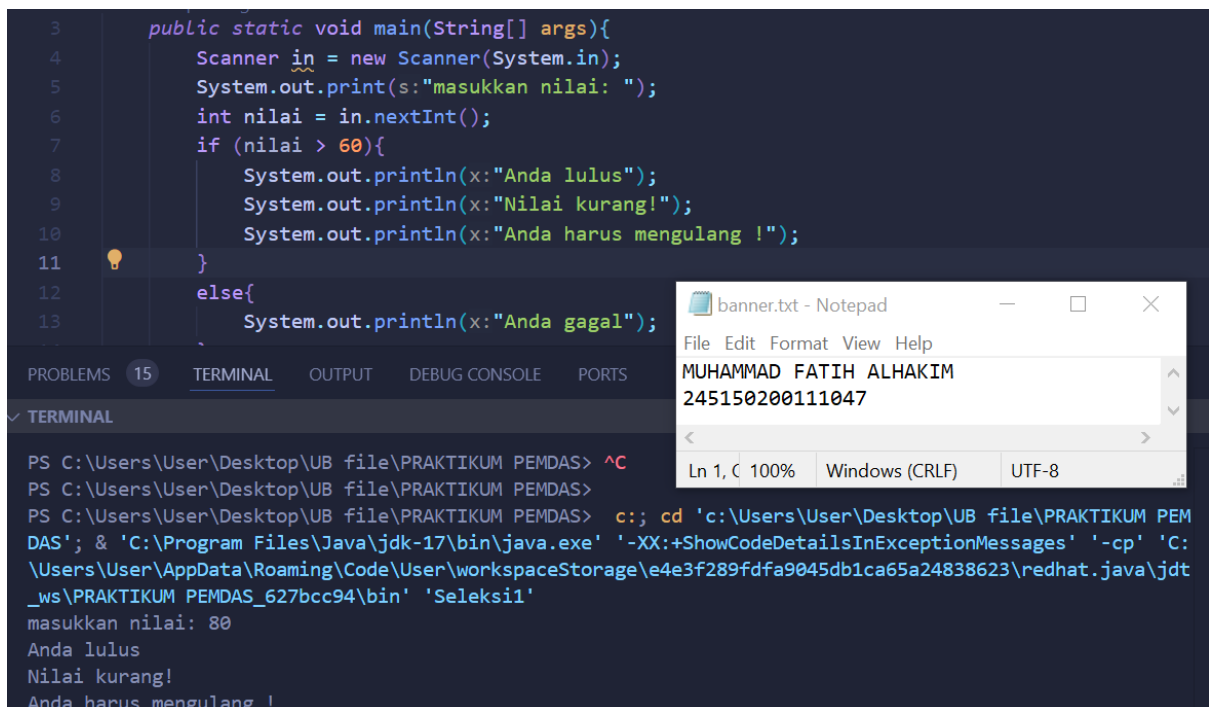 3 public static void main(String[] args){
4 Scanner in = new Scanner(System.in);
5 System.out.print(s:"masukkan nilai: ");
6 int nilai = in.nextInt();
7 if (nilai > 60){
8 System.out.println(x:"Anda lulus");
9 System.out.println(x:"Nilai kurang!");
10 System.out.println(x:"Anda harus mengulang !");
11 }
12 else{
13 System.out.println(x:"Anda gagal");
banner.txt - Notepad
File Edit Format View Help
MUHAMMAD FATIH ALHAKIM
245150200111047
Ln 1, C 100% Windows (CRLF) UTF-8
PROBLEMS 15 TERMINAL OUTPUT DEBUG CONSOLE PORTS
TERMINAL
PS C:\Users\User\Desktop\UB file\PRAKTIKUM PEMDAS> ^C
PS C:\Users\User\Desktop\UB file\PRAKTIKUM PEMDAS>
PS C:\Users\User\Desktop\UB file\PRAKTIKUM PEMDAS> c:; cd 'c:\Users\User\Desktop\UB file\PRAKTIKUM PEM
DAS'; & 'C:\Program Files\Java\jdk-17\bin\java.exe' '-XX:+ShowCodeDetailsInExceptionMessages' '-cp' 'C:
\Users\User\AppData\Roaming\Code\User\workspaceStorage\e4e3f289fdfa9045db1ca65a24838623\redhat.java\jdt
_ws\PRAKTIKUM PEMDAS_627bcc94\bin' 'Seleksi1'
masukkan nilai: 80
Anda lulus
Nilai kurang!
Anda harus mengulang !